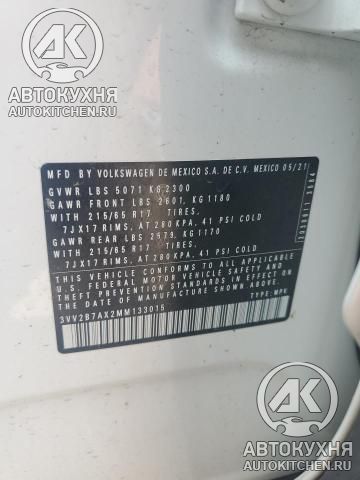 AK
АВТОКУХНЯ
AUTOKITCHEN.RU
MFD BY VOLKSWAGEN DE MEXICO S.A. DE C.V. MEXICO 05/21
GVWR LBS 5071 KG 2300
GAWR FRONT LBS 2601, KG 1180
WITH 215/65 R17 TIRES,
7JX17 RIMS, AT 280 KPA, 41 PSI COLD
GAWR REAR LBS 2579, KG 1170
WITH 215/65 R17 TIRES,
7JX17 RIMS, AT 280 KPA, 41 PSI COLD
THIS VEHICLE CONFORMS TO ALL APPLICABLE
U.S. FEDERAL MOTOR VEHICLE SAFETY STANDARDS
IN EFFECT ON THE DATE OF MANUFACTURE
SHOWN ABOVE.
3VV2B7AX2MM133015
TYPE: MPV
AK
АВТОКУХНЯ
AUTOKITCHEN.RU